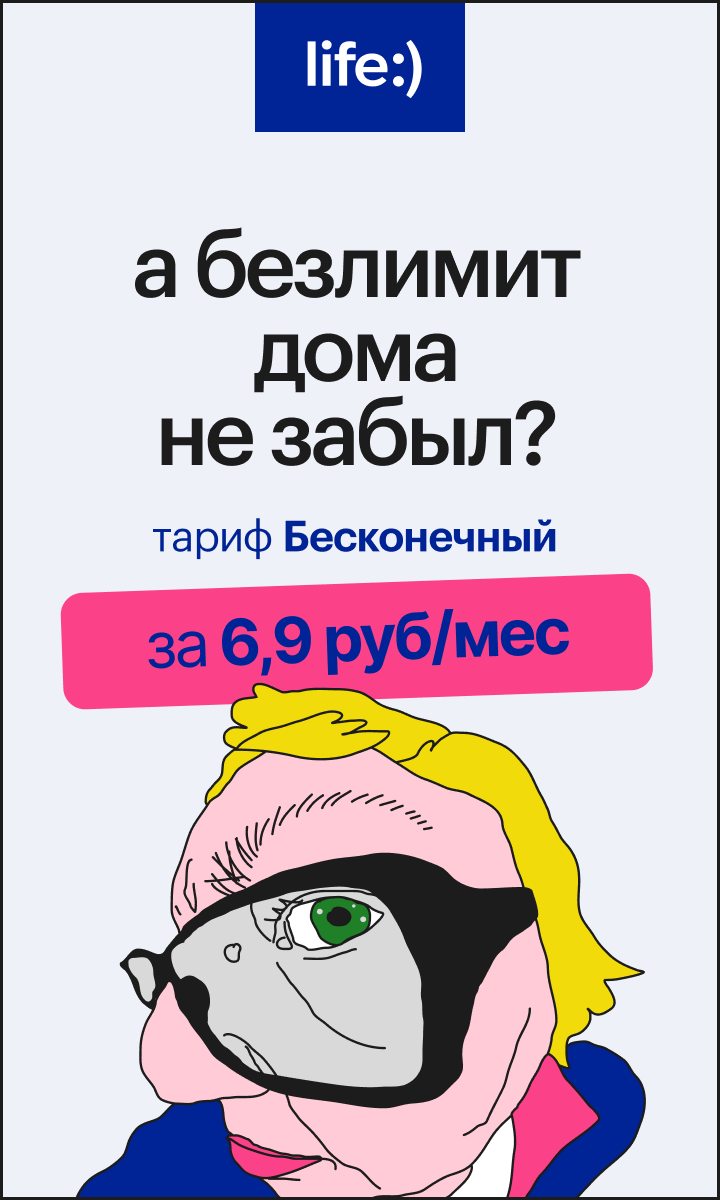 life:)
а безлимит
дома
не забыл?
тариф Бесконечный
за 6,9 руб/мес